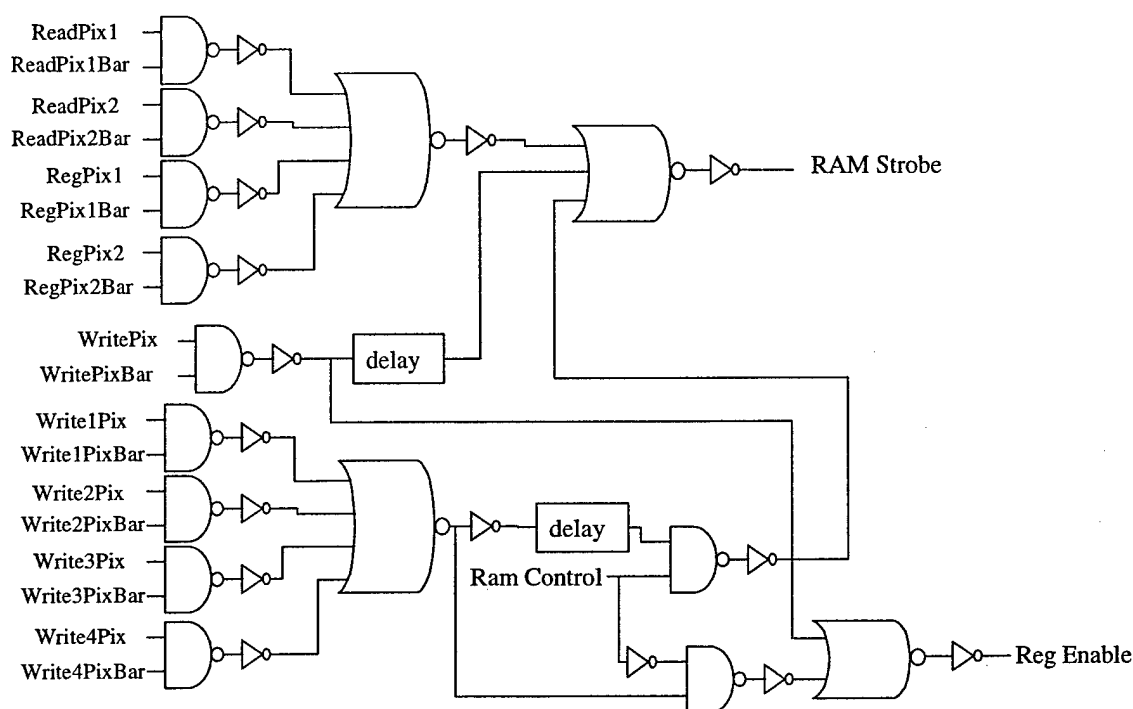 ReadPix1
ReadPix1Bar
ReadPix2
ReadPix2Bar
RegPix1
RegPix1Bar
RegPix2
RegPix2Bar
RAM Strobe
WritePix
WritePixBar
delay
Write1Pix
Write1PixBar
Write2Pix
Write2PixBar
Write3Pix
Write3PixBar
Write4Pix
Write4PixBar
delay
Ram Control
Reg Enable